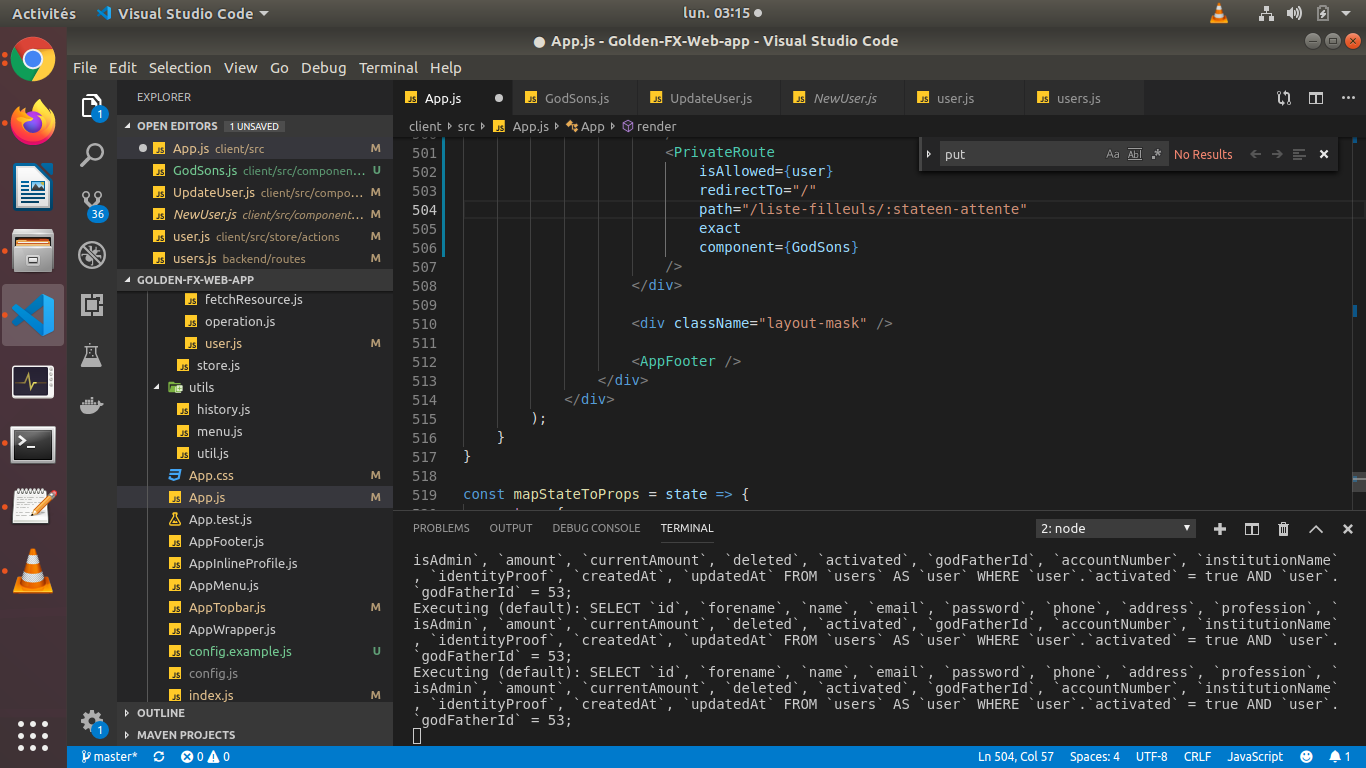 Activités Visual Studio Code lun. 03:15
App.js - Golden-FX-Web-app - Visual Studio Code
File Edit Selection View Go Debug Terminal Help
EXPLORER
OPEN EDITORS 1 UNSAVED
App.js client/src M
GodSons.js client/src/componen... U
UpdateUser.js client/src/compo... M
NewUser.js client/src/component... M
user.js client/src/store/actions M
users.js backend/routes M
GOLDEN-FX-WEB-APP
fetchResource.js
operation.js
user.js M
store.js
utils
history.js
menu.js
util.js
App.css M
App.js M
App.test.js
AppFooter.js
AppInlineProfile.js
AppMenu.js
AppTopbar.js M
AppWrapper.js
config.example.js U
config.js
index.js M
OUTLINE
MAVEN PROJECTS
1
36
1
App.js GodSons.js UpdateUser.js NewUser.js user.js users.js
client src App.js App render
put Aa Abl .* No Results
501 <PrivateRoute
502 isAllowed={user}
503 redirectTo="/"
504 path="/liste-filleuls/:stateen-attente"
505 exact
506 component={GodSons}
507 />
508 </div>
509
510 <div className="layout-mask" />
511
512 <AppFooter />
513 </div>
514 </div>
515 );
516 }
517 }
518
519 const mapStateToProps = state => {
PROBLEMS OUTPUT DEBUG CONSOLE TERMINAL 2: node
isAdmin`, `amount`, `currentAmount`, `deleted`, `activated`, `godFatherId`, `accountNumber`, `institutionName`
, `identityProof`, `createdAt`, `updatedAt` FROM `users` AS `user` WHERE `user`.`activated` = true AND `user`.
`godFatherId` = 53;
Executing (default): SELECT `id`, `forename`, `name`, `email`, `password`, `phone`, `address`, `profession`, `
isAdmin`, `amount`, `currentAmount`, `deleted`, `activated`, `godFatherId`, `accountNumber`, `institutionName`
, `identityProof`, `createdAt`, `updatedAt` FROM `users` AS `user` WHERE `user`.`activated` = true AND `user`.
`godFatherId` = 53;
Executing (default): SELECT `id`, `forename`, `name`, `email`, `password`, `phone`, `address`, `profession`, `
isAdmin`, `amount`, `currentAmount`, `deleted`, `activated`, `godFatherId`, `accountNumber`, `institutionName`
, `identityProof`, `createdAt`, `updatedAt` FROM `users` AS `user` WHERE `user`.`activated` = true AND `user`.
`godFatherId` = 53;
master* 0 0 Ln 504, Col 57 Spaces: 4 UTF-8 CRLF JavaScript 1